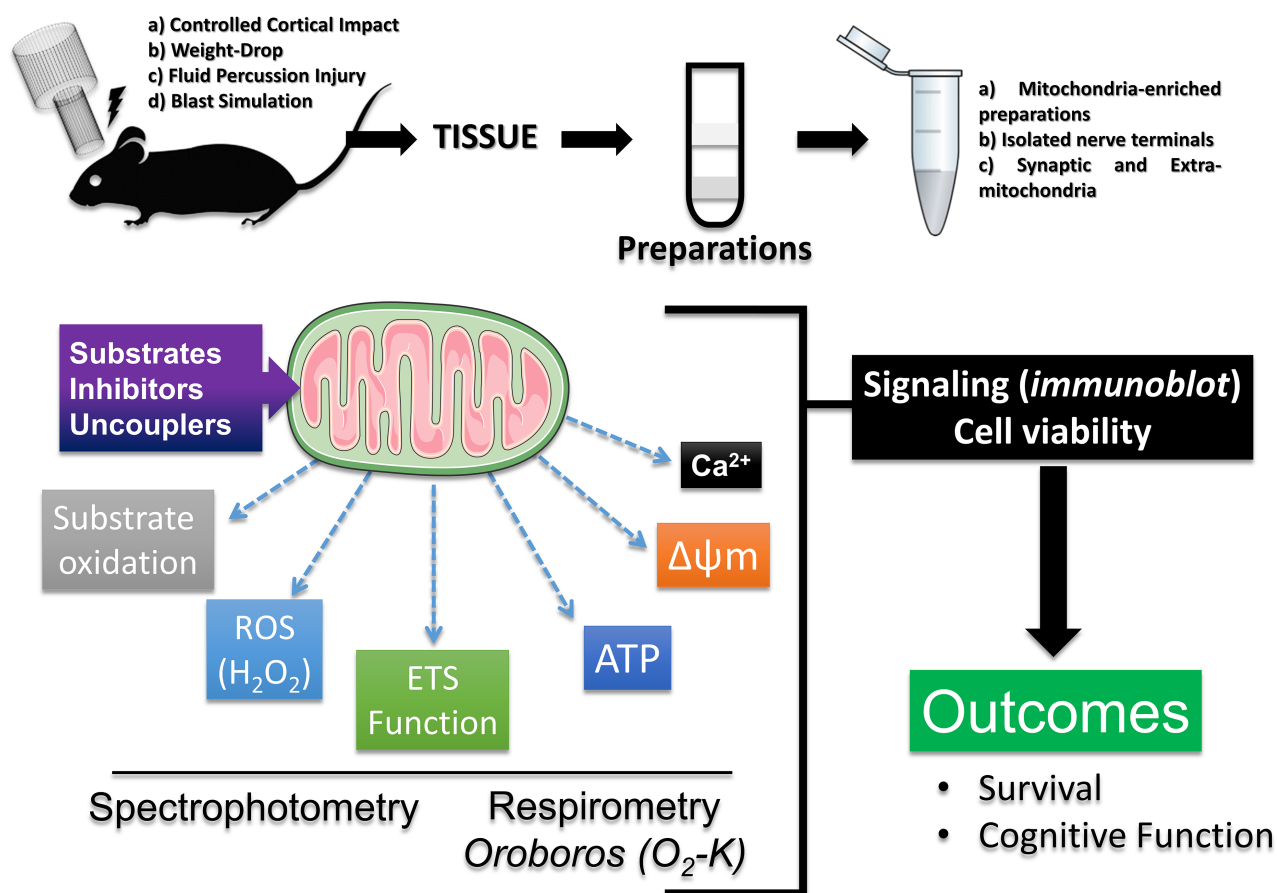 a) Controlled Cortical Impact
b) Weight-Drop
c) Fluid Percussion Injury
d) Blast Simulation
TISSUE
Preparations
a) Mitochondria-enriched
preparations
b) Isolated nerve terminals
c) Synaptic and Extra-
mitochondria
Substrates
Inhibitors
Uncouplers
Substrate
oxidation
ROS
(H₂O₂)
ETS
Function
ATP
Δψm
Ca²⁺
Spectrophotometry
Respirometry
Oroboros (O₂-K)
Signaling (immunoblot)
Cell viability
Outcomes
• Survival
• Cognitive Function